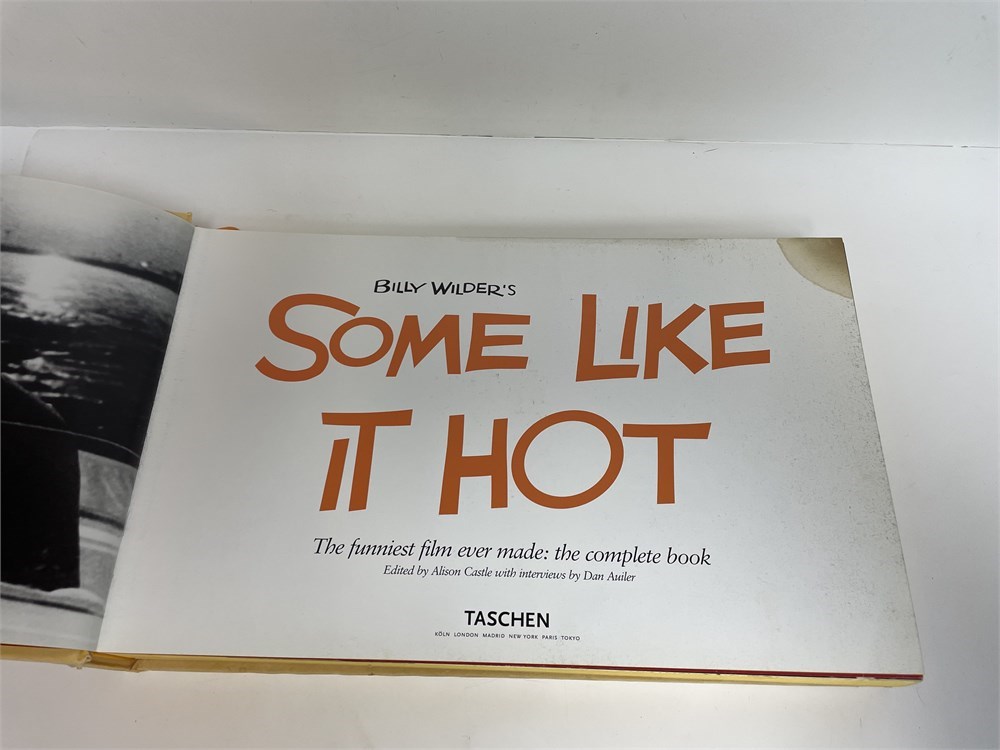 BILLY WILDER'S
SOME LIKE
IT HOT
The funniest film ever made: the complete book
Edited by Alison Castle with interviews by Dan Auiler
TASCHEN
KÖLN LONDON MADRID NEW YORK PARIS TOKYO